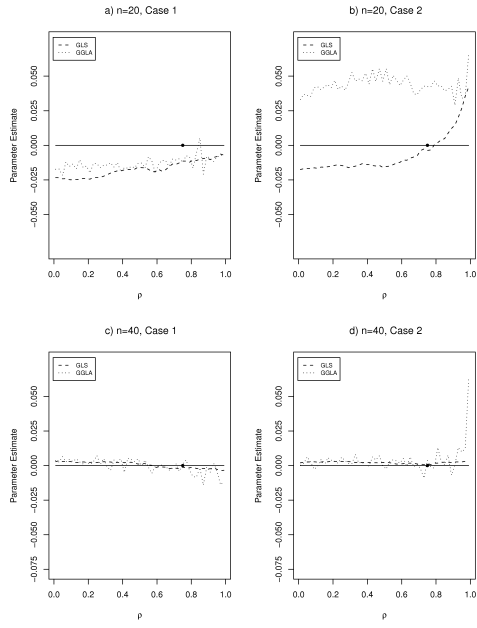 a) n=20, Case 1
GLS
GGLA
Parameter Estimate
0.050
0.025
0.000
−0.025
−0.050
0.0 0.2 0.4 0.6 0.8 1.0
ρ
b) n=20, Case 2
GLS
GGLA
Parameter Estimate
0.050
0.025
0.000
−0.025
−0.050
0.0 0.2 0.4 0.6 0.8 1.0
ρ
c) n=40, Case 1
GLS
GGLA
Parameter Estimate
0.050
0.025
0.000
−0.025
−0.050
−0.075
0.0 0.2 0.4 0.6 0.8 1.0
ρ
d) n=40, Case 2
GLS
GGLA
Parameter Estimate
0.050
0.025
0.000
−0.025
−0.050
−0.075
0.0 0.2 0.4 0.6 0.8 1.0
ρ